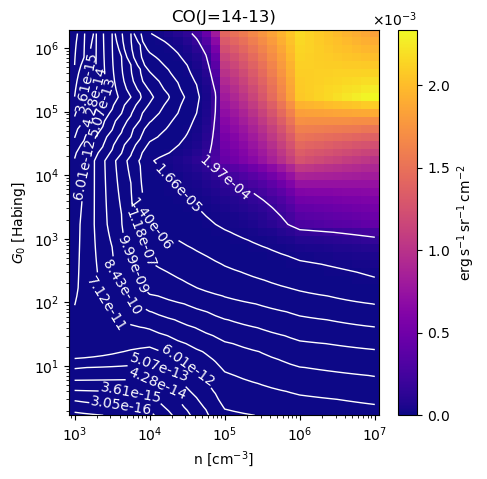 CO(J=14-13)
×10⁻³
G₀ [Habing]
10⁶
10⁵
10⁴
10³
10²
10¹
3.61e-15
4.28e-14
5.07e-13
6.01e-12
1.97e-04
1.66e-05
1.40e-06
1.18e-07
9.99e-09
8.43e-10
7.12e-11
6.01e-12
5.07e-13
4.28e-14
3.61e-15
3.05e-16
10³ 10⁴ 10⁵ 10⁶ 10⁷
n [cm⁻³]
2.0
1.5
1.0
0.5
0.0
erg s⁻¹ sr⁻¹ cm⁻²